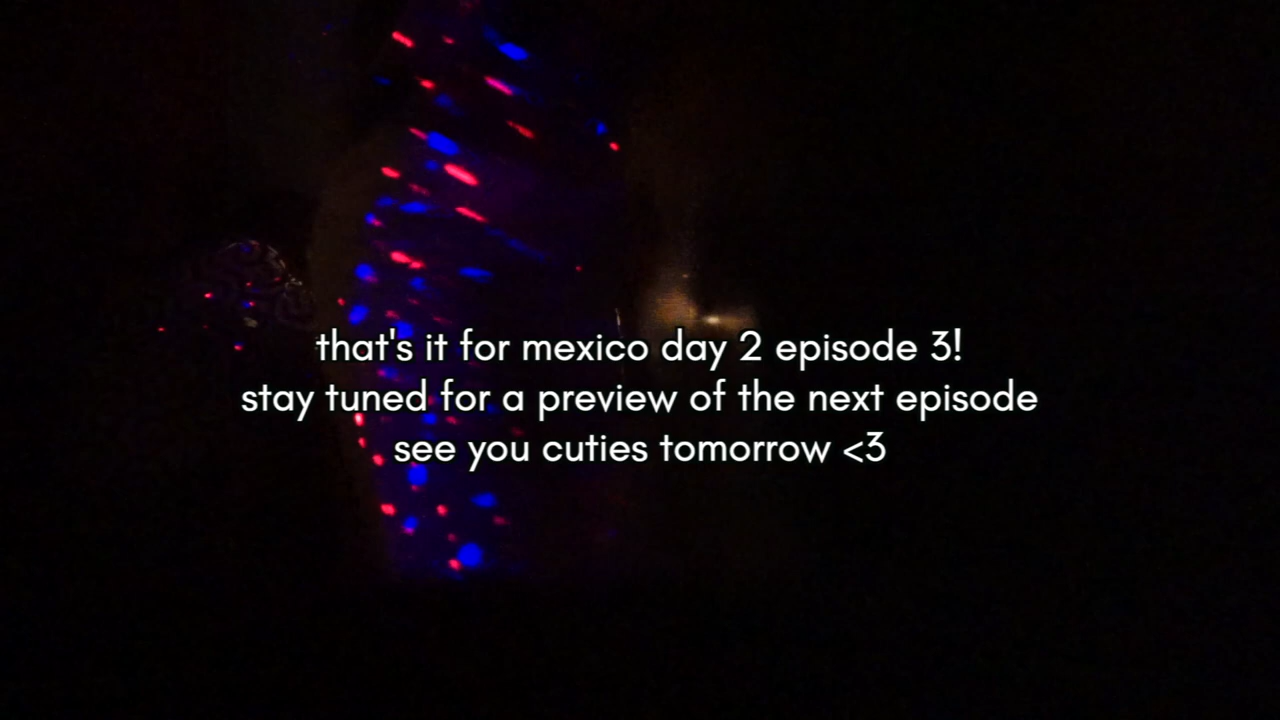 that's it for mexico day 2 episode 3!
stay tuned for a preview of the next episode
see you cuties tomorrow <3